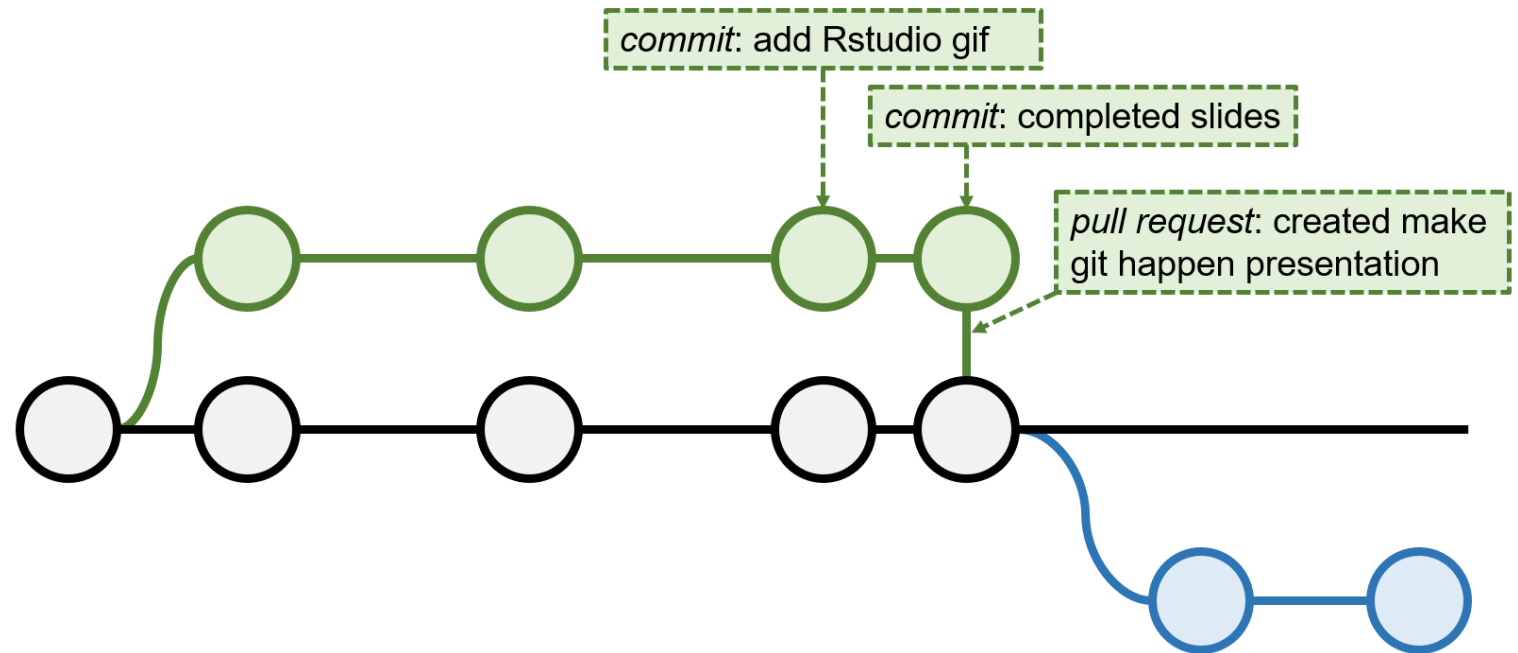 commit: add Rstudio gif
commit: completed slides
pull request: created make
git happen presentation